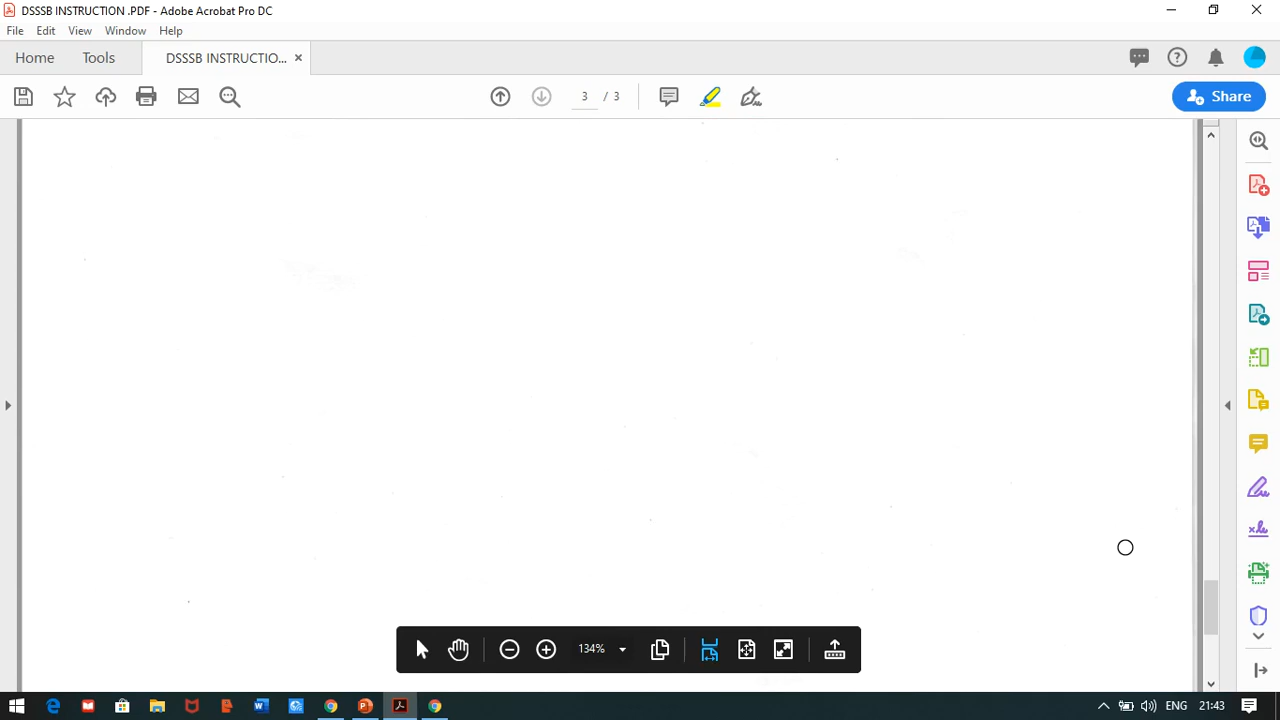 DSSSB INSTRUCTION .PDF - Adobe Acrobat Pro DC
File Edit View Window Help
Home Tools DSSSB INSTRUCTIO... ×
3 / 3
Share
134%
ENG 21:43